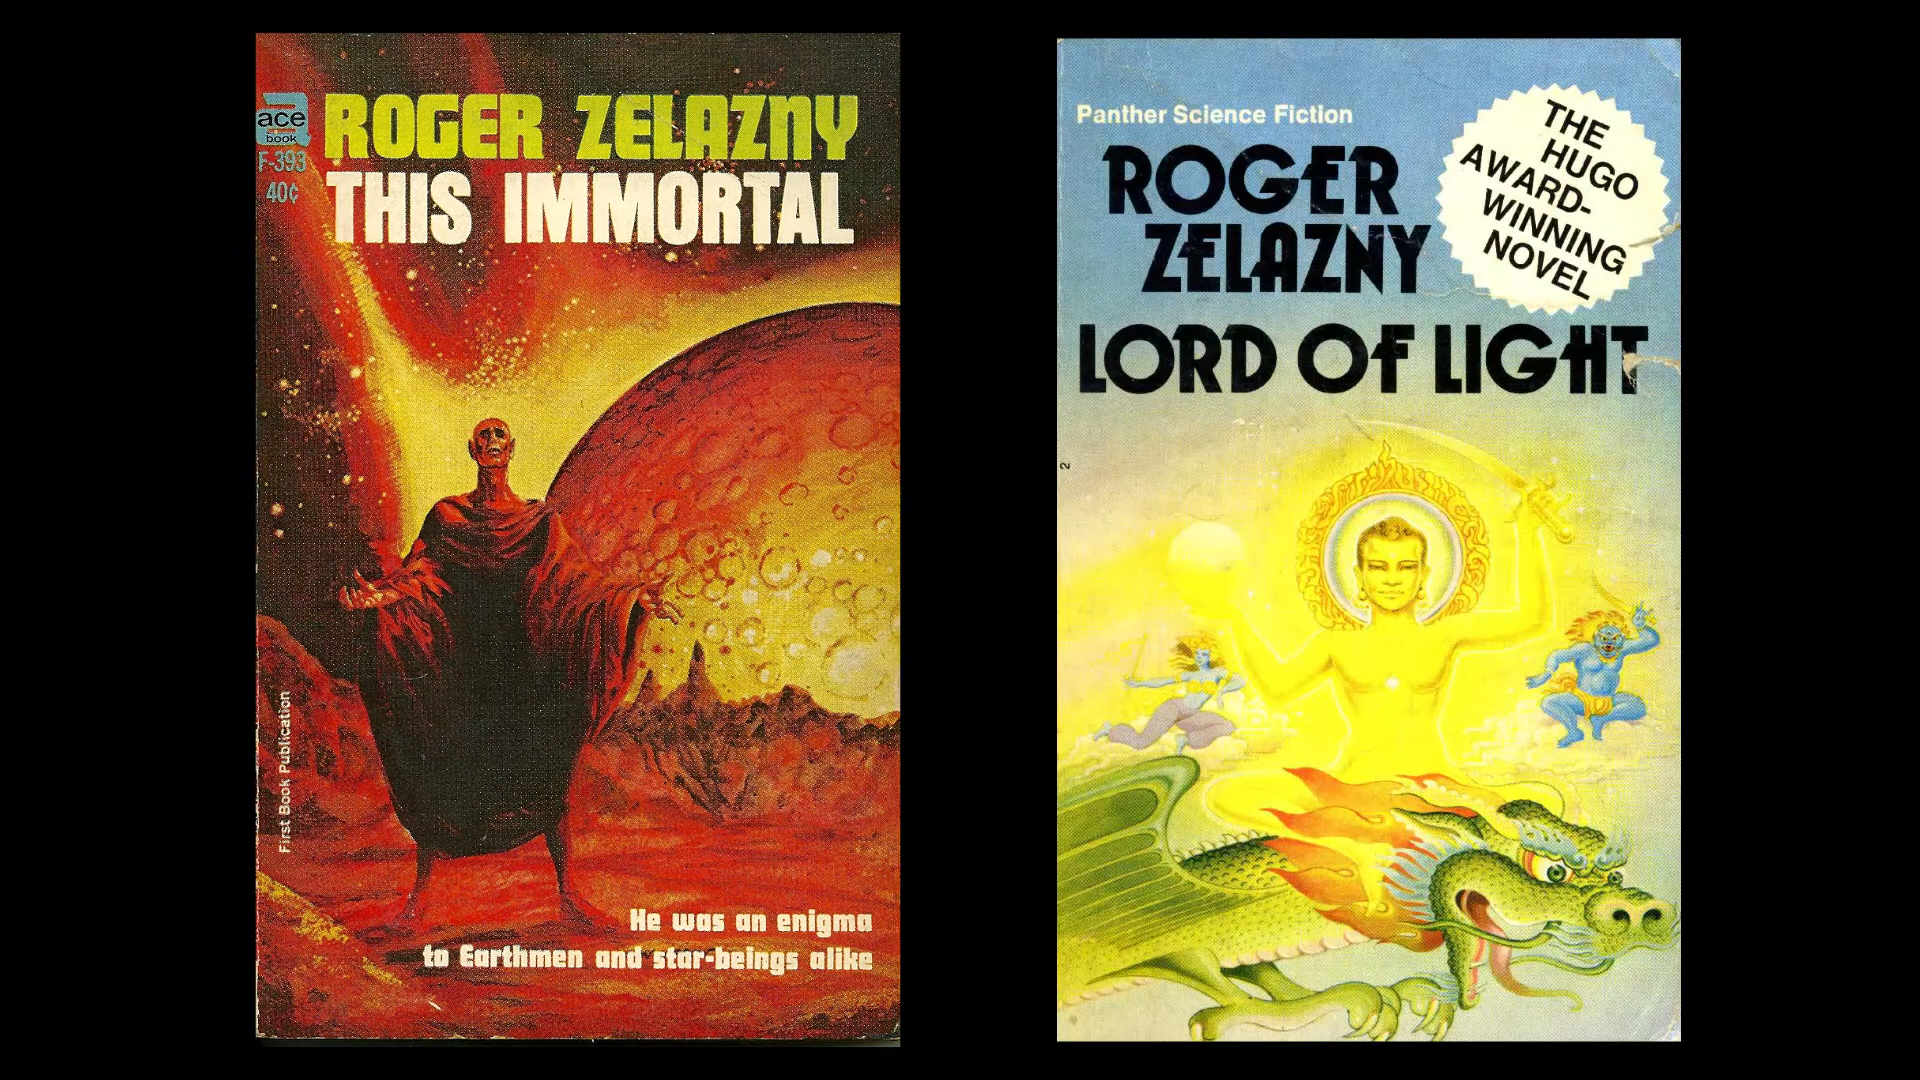 ace
book
F-393
40¢
ROGER ZELAZNY
THIS IMMORTAL
First Book Publication
He was an enigma
to Earthmen and star-beings alike
Panther Science Fiction
ROGER
ZELAZNY
LORD OF LIGHT
THE
HUGO
AWARD-
WINNING
NOVEL
2